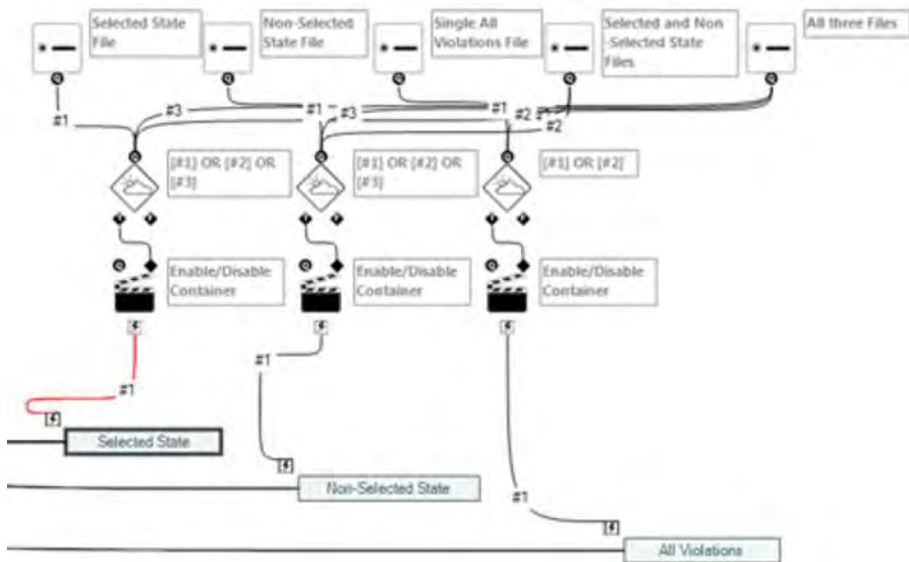 Selected State
File
Non-Selected
State File
Single All
Violations File
Selected and Non
-Selected State
Files
All three Files
#1
#3
#1
#3
#1
#2
#2
[#1] OR [#2] OR
[#3]
[#1] OR [#2] OR
[#3]
[#1] OR [#2]
Enable/Disable
Container
Enable/Disable
Container
Enable/Disable
Container
#1
#1
#1
Selected State
Non-Selected State
All Violations